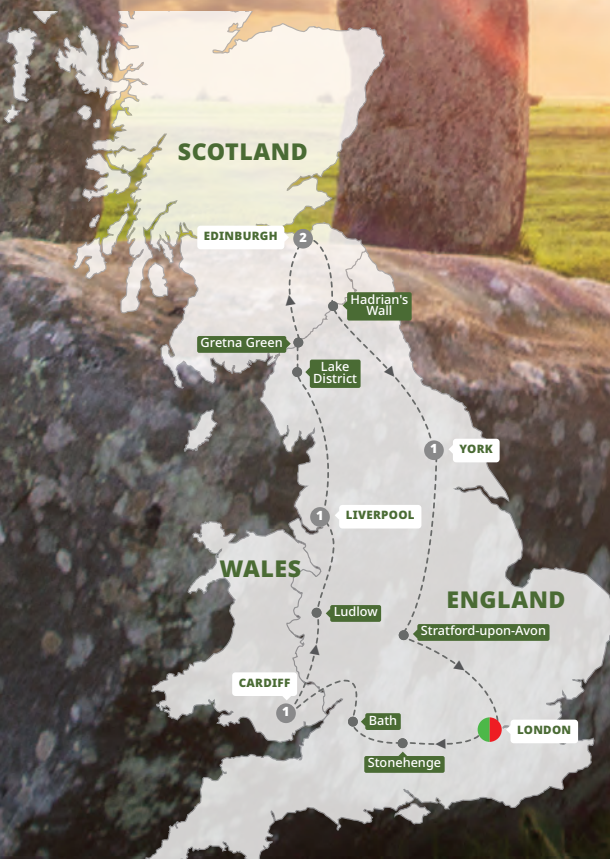 SCOTLAND
EDINBURGH
2
Hadrian's
Wall
Gretna Green
Lake
District
1
YORK
1
LIVERPOOL
WALES
ENGLAND
Ludlow
Stratford-upon-Avon
CARDIFF
1
Bath
LONDON
Stonehenge